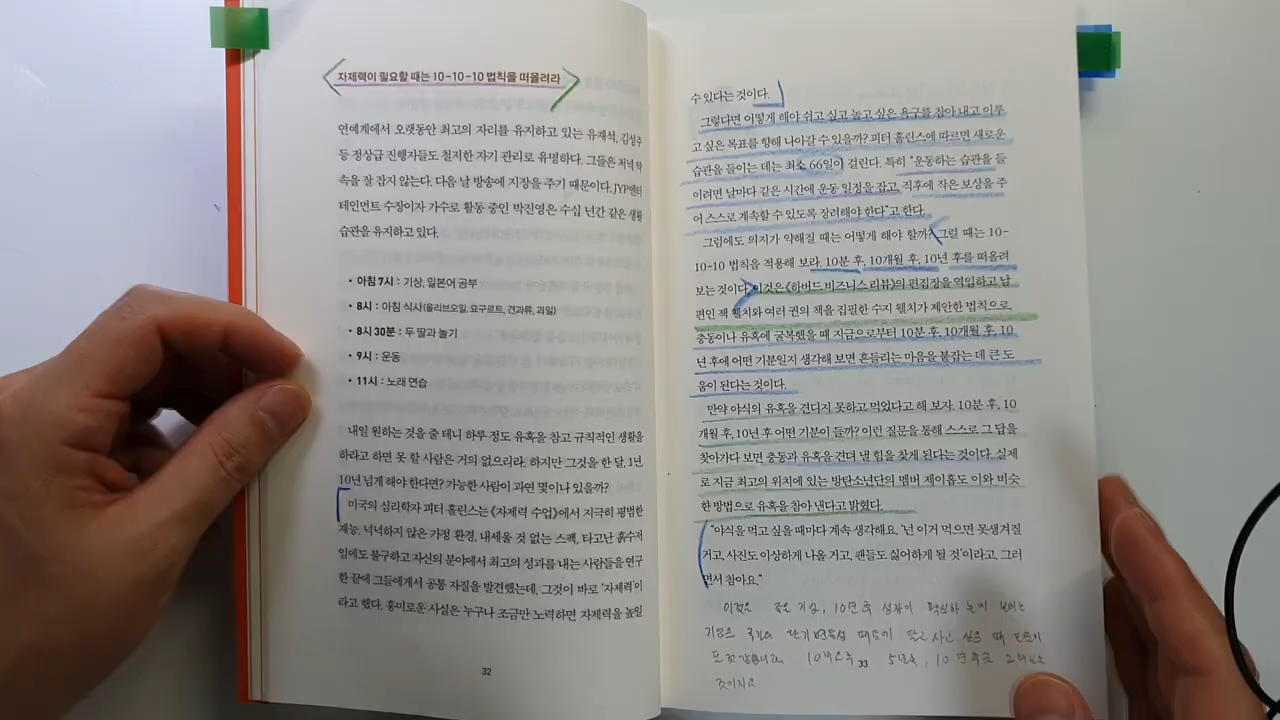 자제력이 필요할 때는 10-10-10 법칙을 떠올려라
연예계에서 오랫동안 최고의 자리를 유지하고 있는 유재석, 김성주
등 정상급 진행자들도 철저한 자기 관리로 유명하다. 그들은 저녁 약
속을 잘 잡지 않는다. 다음 날 방송에 지장을 주기 때문이다. JYP엔터
테인먼트 수장이자 가수로 활동 중인 박진영은 수십 년간 같은 생활
습관을 유지하고 있다.
• 아침 7시 : 기상, 일본어 공부
• 8시 : 아침 식사(올리브오일, 요구르트, 견과류, 과일)
• 8시 30분 : 두 딸과 놀기
• 9시 : 운동
• 11시 : 노래 연습
내일 원하는 것을 줄 테니 하루 정도 유혹을 참고 규칙적인 생활을
하라고 하면 못 할 사람은 거의 없으리라. 하지만 그것을 한 달, 1년,
10년 넘게 해야 한다면? 가능한 사람이 과연 몇이나 있을까?
미국의 심리학자 피터 홀린스는 《자제력 수업》에서 지극히 평범한
재능, 넉넉하지 않은 가정 환경, 내세울 것 없는 스펙, 타고난 흙수저
임에도 불구하고 자신의 분야에서 최고의 성과를 내는 사람들을 연구
한 끝에 그들에게서 공통 자질을 발견했는데, 그것이 바로 '자제력'이
라고 했다. 흥미로운 사실은 누구나 조금만 노력하면 자제력을 높일
32
수 있다는 것이다.
그렇다면 어떻게 해야 쉬고 싶고 놀고 싶은 욕구를 참아 내고 이루
고 싶은 목표를 향해 나아갈 수 있을까? 피터 홀린스에 따르면 새로운
습관을 들이는 데는 최소 66일이 걸린다. 특히 "운동하는 습관을 들
이려면 날마다 같은 시간에 운동 일정을 잡고, 직후에 작은 보상을 주
어 스스로 계속할 수 있도록 장려해야 한다"고 한다.
그럼에도 의지가 약해질 때는 어떻게 해야 할까? 그럴 때는 10-
10-10 법칙을 적용해 보라. 10분 후, 10개월 후, 10년 후를 떠올려
보는 것이다. 이것은 《하버드 비즈니스 리뷰》의 편집장을 역임하고 남
편인 잭 웰치와 여러 권의 책을 집필한 수지 웰치가 제안한 법칙으로,
충동이나 유혹에 굴복했을 때 지금으로부터 10분 후, 10개월 후, 10
년 후에 어떤 기분일지 생각해 보면 흔들리는 마음을 붙잡는 데 큰 도
움이 된다는 것이다.
만약 야식의 유혹을 견디지 못하고 먹었다고 해 보자. 10분 후, 10
개월 후, 10년 후 어떤 기분이 들까? 이런 질문을 통해 스스로 그 답을
찾아가다 보면 충동과 유혹을 견뎌 낼 힘을 찾게 된다는 것이다. 실제
로 지금 최고의 위치에 있는 방탄소년단의 멤버 제이홉도 이와 비슷
한 방법으로 유혹을 참아 낸다고 밝혔다.
"야식을 먹고 싶을 때마다 계속 생각해요. '넌 이거 먹으면 못생겨질
거고, 사진도 이상하게 나올 거고, 팬들도 싫어하게 될 것'이라고, 그러
면서 참아요."
이것은 좋은 기상, 10년 후 성장이
때 도움이
10개월후 5년후, 10년후
것이지요
33